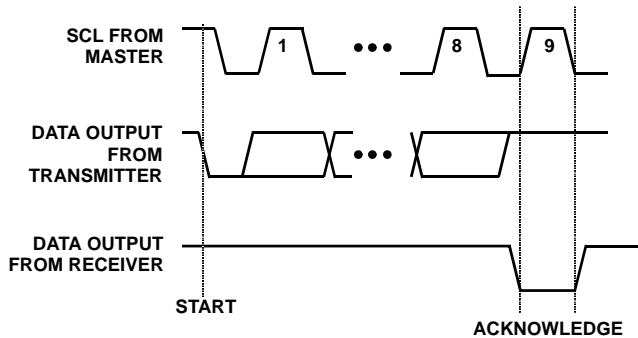 SCL FROM
MASTER
1
8
9
DATA OUTPUT
FROM
TRANSMITTER
DATA OUTPUT
FROM RECEIVER
START
ACKNOWLEDGE